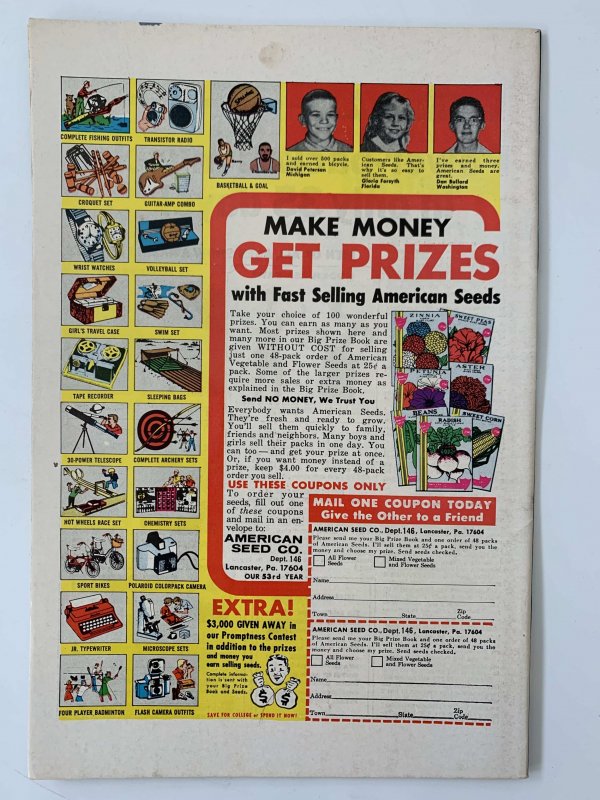 COMPLETE FISHING OUTFITS
TRANSISTOR RADIO
CROQUET SET
GUITAR-AMP COMBO
WRIST WATCHES
VOLLEYBALL SET
GIRL'S TRAVEL CASE
SWIM SET
TAPE RECORDER
SLEEPING BAGS
30-POWER TELESCOPE
COMPLETE ARCHERY SETS
HOT WHEELS RACE SET
CHEMISTRY SETS
SPORT BIKES
POLAROID COLORPACK CAMERA
JR. TYPEWRITER
MICROSCOPE SETS
FOUR PLAYER BADMINTON
FLASH CAMERA OUTFITS
BASKETBALL & GOAL
I sold over 500 packs
and earned a bicycle.
David Peterson
Michigan
Customers like Amer-
ican Seeds. That's
why it's so easy to
sell them.
Gloria Forsyth
Florida
I've earned three
prizes and money.
American Seeds are
great.
Dan Ballard
Washington
MAKE MONEY
GET PRIZES
with Fast Selling American Seeds
Take your choice of 100 wonderful
prizes. You can earn as many as you
want. Most prizes shown here and
many more in our Big Prize Book are
given WITHOUT COST for selling
just one 48-pack order of American
Vegetable and Flower Seeds at 25¢ a
pack. Some of the larger prizes re-
quire more sales or extra money as
explained in the Big Prize Book.
Send NO MONEY, We Trust You
Everybody wants American Seeds.
They're fresh and ready to grow.
You'll sell them quickly to family,
friends and neighbors. Many boys and
girls sell their packs in one day. You
can too — and get your prize at once.
Or, if you want money instead of a
prize, keep $4.00 for every 48-pack
order you sell.
ZINNIA
SWEET PEAS
PETUNIA
ASTER
BEANS
RADISH
SWEET CORN
USE THESE COUPONS ONLY
To order your
seeds, fill out one
of these coupons
and mail in an en-
velope to:
AMERICAN
SEED CO.
Dept. 146
Lancaster, Pa. 17604
OUR 53rd YEAR
EXTRA!
$3,000 GIVEN AWAY in
our Promptness Contest
in addition to the prizes
and money you
earn selling seeds.
Complete informa-
tion is sent with
your Big Prize
Book and Seeds.
$
$
SAVE FOR COLLEGE or SPEND IT NOW!
MAIL ONE COUPON TODAY
Give the Other to a Friend
AMERICAN SEED CO., Dept. 146, Lancaster, Pa. 17604
Please send me your Big Prize Book and one order of 48 packs
of American Seeds. I'll sell them at 25¢ a pack, send you the
money and choose my prize. Send seeds checked.
All Flower
Seeds
Mixed Vegetable
and Flower Seeds
Name
Address
Town State Zip Code
AMERICAN SEED CO., Dept. 146, Lancaster, Pa. 17604
Please send me your Big Prize Book and one order of 48 packs
of American Seeds. I'll sell them at 25¢ a pack, send you the
money and choose my prize. Send seeds checked.
All Flower
Seeds
Mixed Vegetable
and Flower Seeds
Name
Address
Town State Zip Code